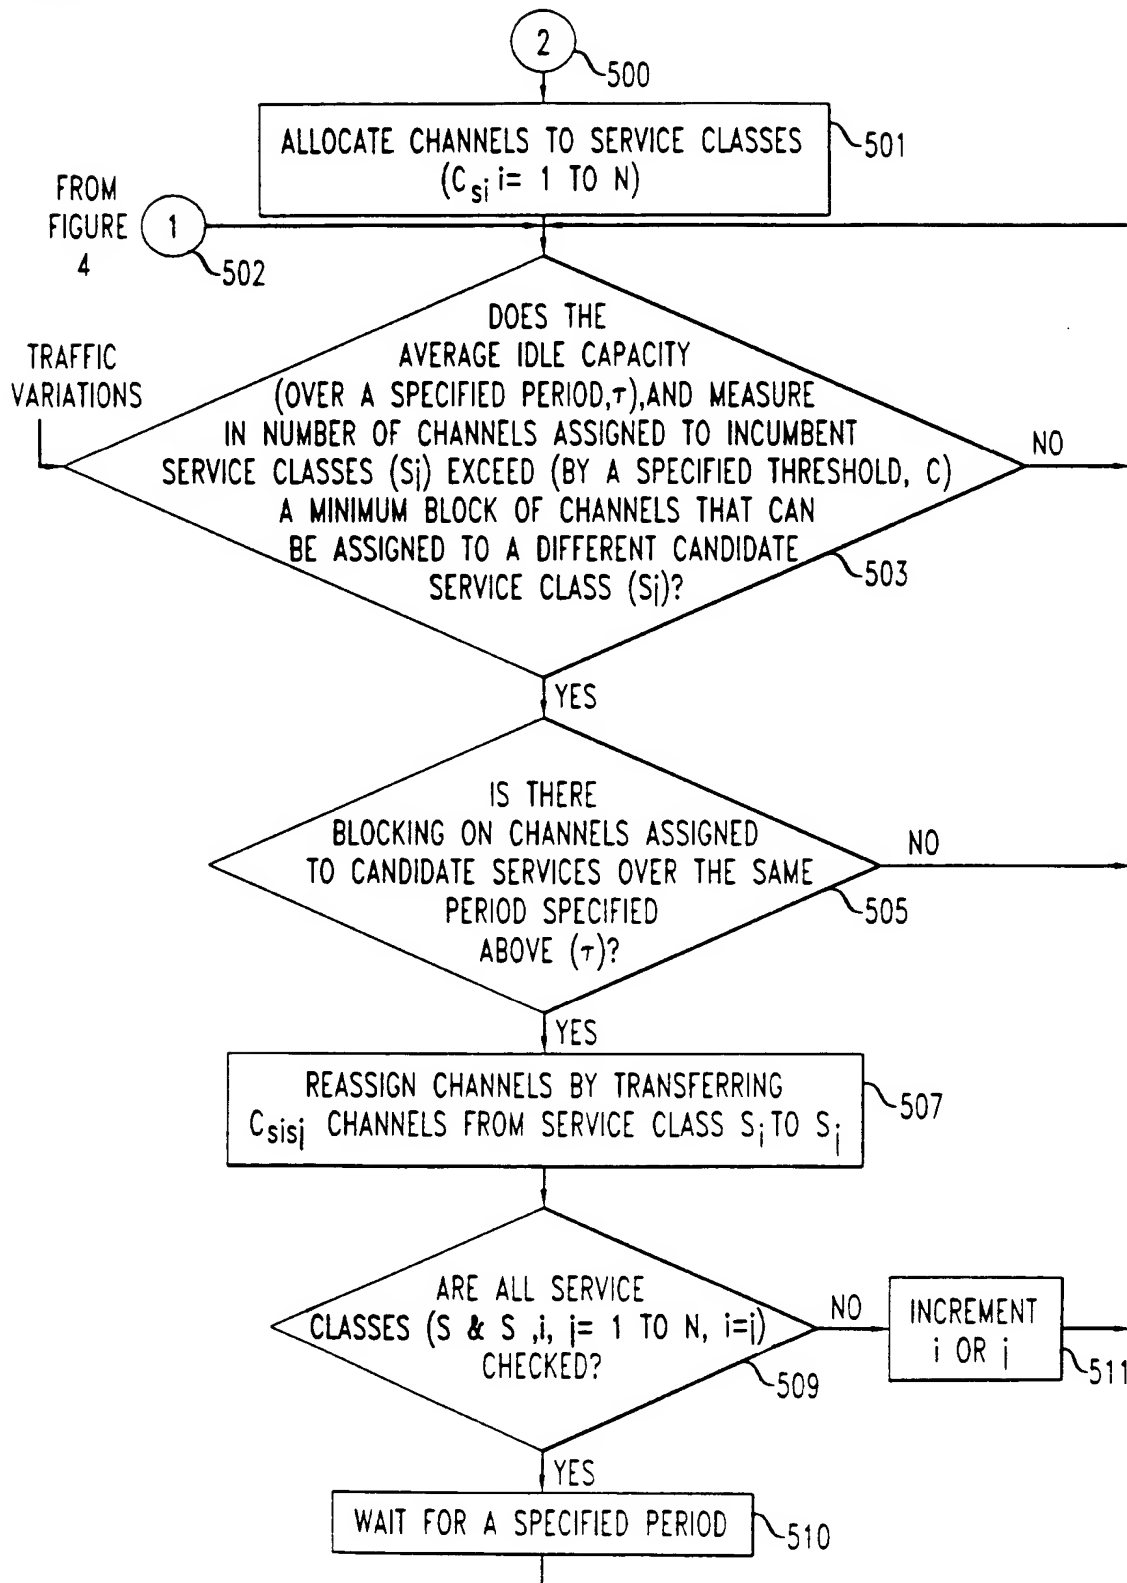 2
500
ALLOCATE CHANNELS TO SERVICE CLASSES
(Csi i= 1 TO N)
501
FROM
FIGURE
4
1
502
TRAFFIC
VARIATIONS
DOES THE
AVERAGE IDLE CAPACITY
(OVER A SPECIFIED PERIOD,τ),AND MEASURE
IN NUMBER OF CHANNELS ASSIGNED TO INCUMBENT
SERVICE CLASSES (Sj) EXCEED (BY A SPECIFIED THRESHOLD, C)
A MINIMUM BLOCK OF CHANNELS THAT CAN
BE ASSIGNED TO A DIFFERENT CANDIDATE
SERVICE CLASS (Sj)?
NO
503
YES
IS THERE
BLOCKING ON CHANNELS ASSIGNED
TO CANDIDATE SERVICES OVER THE SAME
PERIOD SPECIFIED
ABOVE (τ)?
NO
505
YES
REASSIGN CHANNELS BY TRANSFERRING
Csisj CHANNELS FROM SERVICE CLASS Si TO Sj
507
ARE ALL SERVICE
CLASSES (S & S ,i, j= 1 TO N, i=j)
CHECKED?
NO
509
INCREMENT
i OR j
511
YES
WAIT FOR A SPECIFIED PERIOD
510